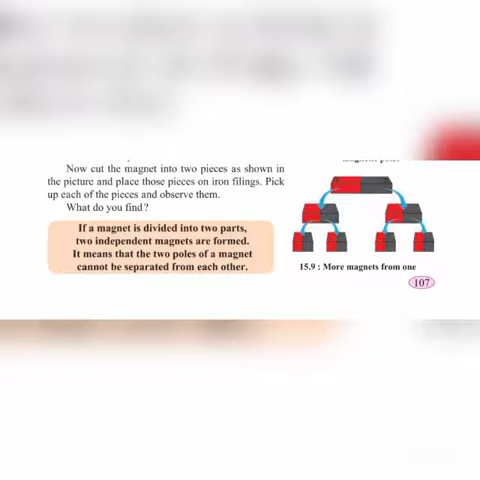 Now cut the magnet into two pieces as shown in
the picture and place those pieces on iron filings. Pick
up each of the pieces and observe them.
What do you find?
If a magnet is divided into two parts,
two independent magnets are formed.
It means that the two poles of a magnet
cannot be separated from each other.
15.9 : More magnets from one
107